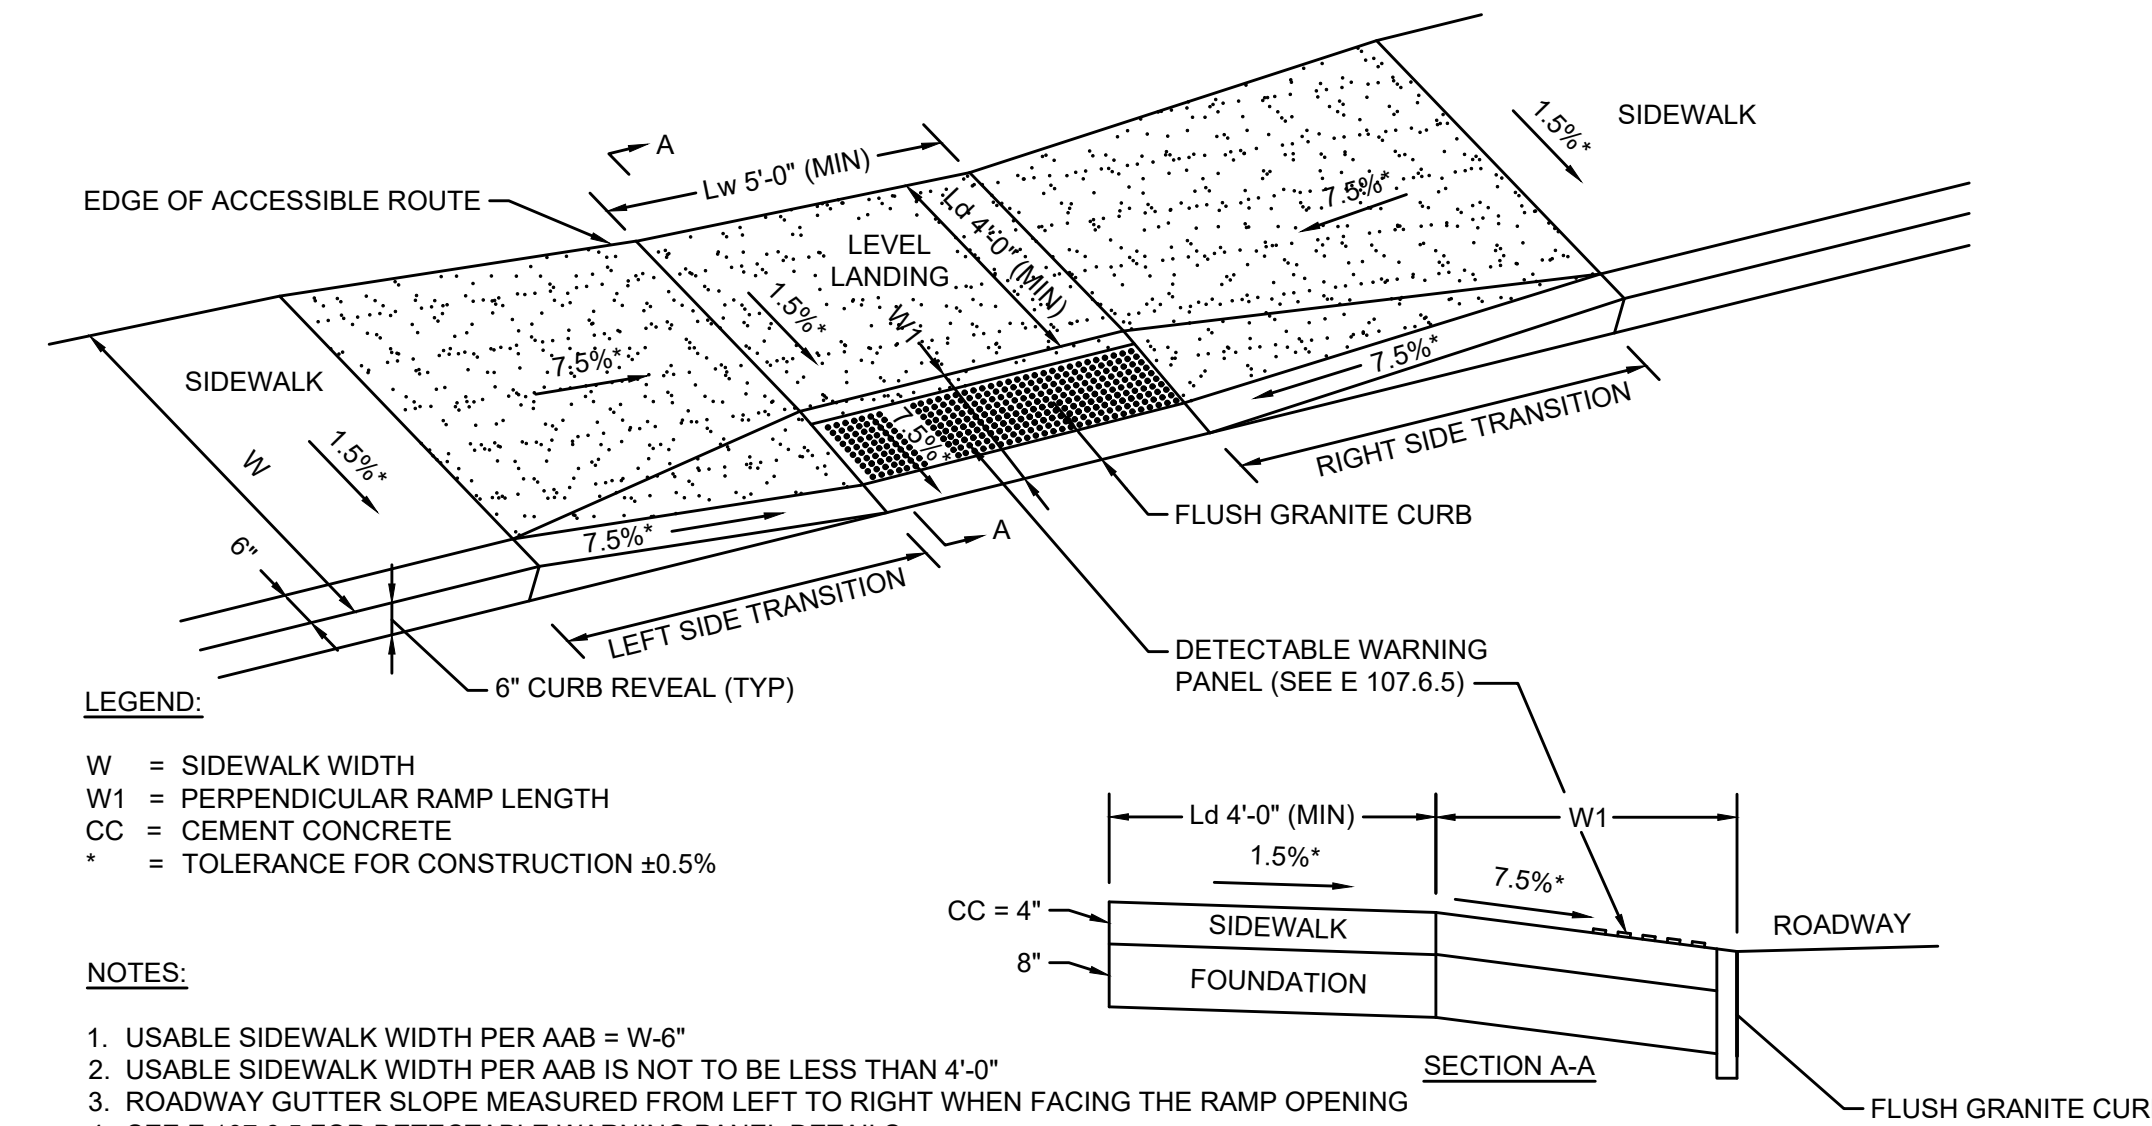 SIDEWALK
1.5%*
A
Lw 5'-0" (MIN)
EDGE OF ACCESSIBLE ROUTE
7.5%*
Ld 4'-0" (MIN)
LEVEL
LANDING
1.5%*
W1
7.5%*
7.5%*
SIDEWALK
1.5%*
W
7.5%*
RIGHT SIDE TRANSITION
FLUSH GRANITE CURB
A
7.5%*
6"
LEFT SIDE TRANSITION
DETECTABLE WARNING
PANEL (SEE E 107.6.5)
6" CURB REVEAL (TYP)
LEGEND:
W = SIDEWALK WIDTH
W1 = PERPENDICULAR RAMP LENGTH
CC = CEMENT CONCRETE
* = TOLERANCE FOR CONSTRUCTION ±0.5%
Ld 4'-0" (MIN)
W1
1.5%*
7.5%*
CC = 4"
SIDEWALK
ROADWAY
8"
FOUNDATION
SECTION A-A
FLUSH GRANITE CUR
NOTES:
1. USABLE SIDEWALK WIDTH PER AAB = W-6"
2. USABLE SIDEWALK WIDTH PER AAB IS NOT TO BE LESS THAN 4'-0"
3. ROADWAY GUTTER SLOPE MEASURED FROM LEFT TO RIGHT WHEN FACING THE RAMP OPENING